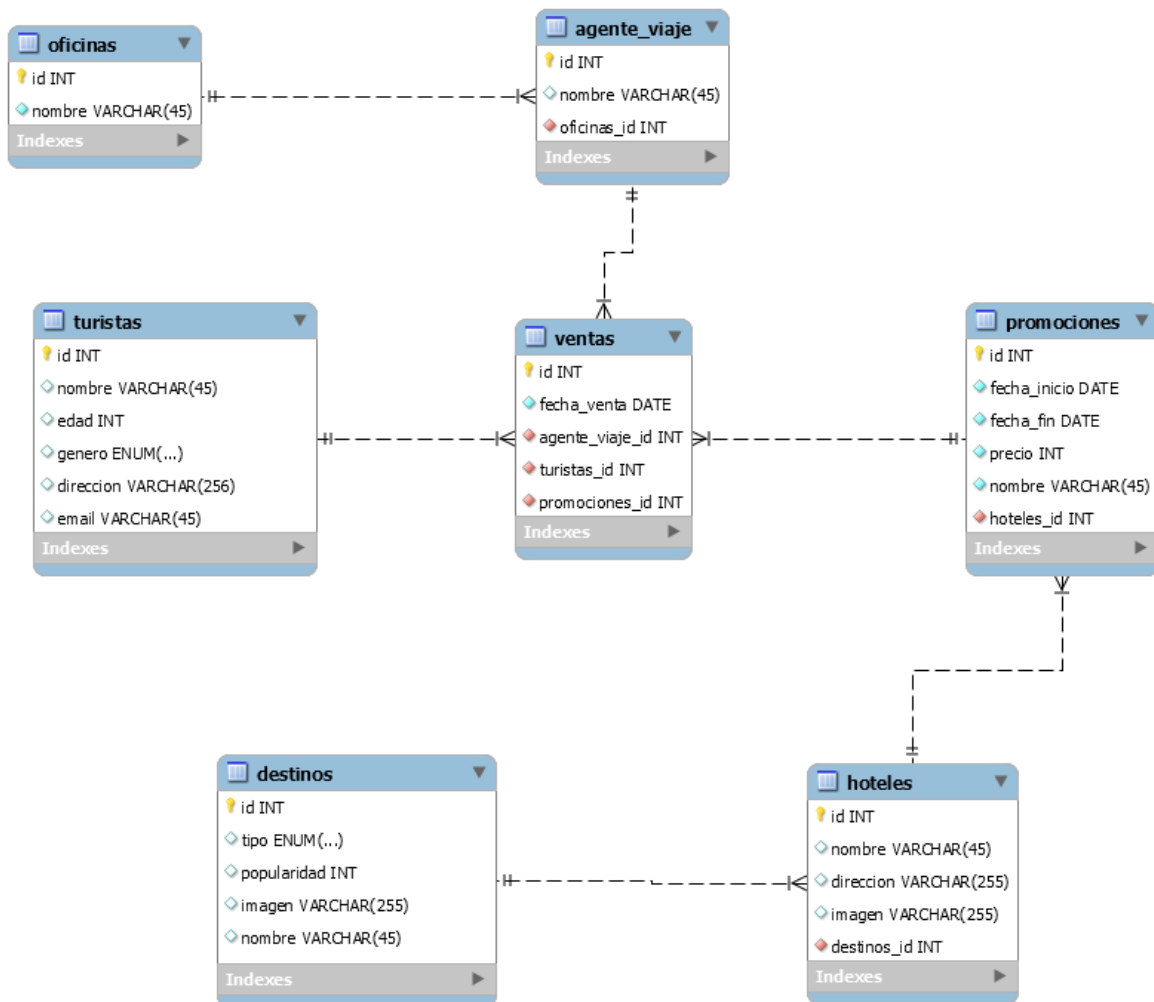 oficinas
id INT
nombre VARCHAR(45)
Indexes
agente_viaje
id INT
nombre VARCHAR(45)
oficinas_id INT
Indexes
turistas
id INT
nombre VARCHAR(45)
edad INT
genero ENUM(...)
direccion VARCHAR(256)
email VARCHAR(45)
Indexes
ventas
id INT
fecha_venta DATE
agente_viaje_id INT
turistas_id INT
promociones_id INT
Indexes
promociones
id INT
fecha_inicio DATE
fecha_fin DATE
precio INT
nombre VARCHAR(45)
hoteles_id INT
Indexes
destinos
id INT
tipo ENUM(...)
popularidad INT
imagen VARCHAR(255)
nombre VARCHAR(45)
Indexes
hoteles
id INT
nombre VARCHAR(45)
direccion VARCHAR(255)
imagen VARCHAR(255)
destinos_id INT
Indexes